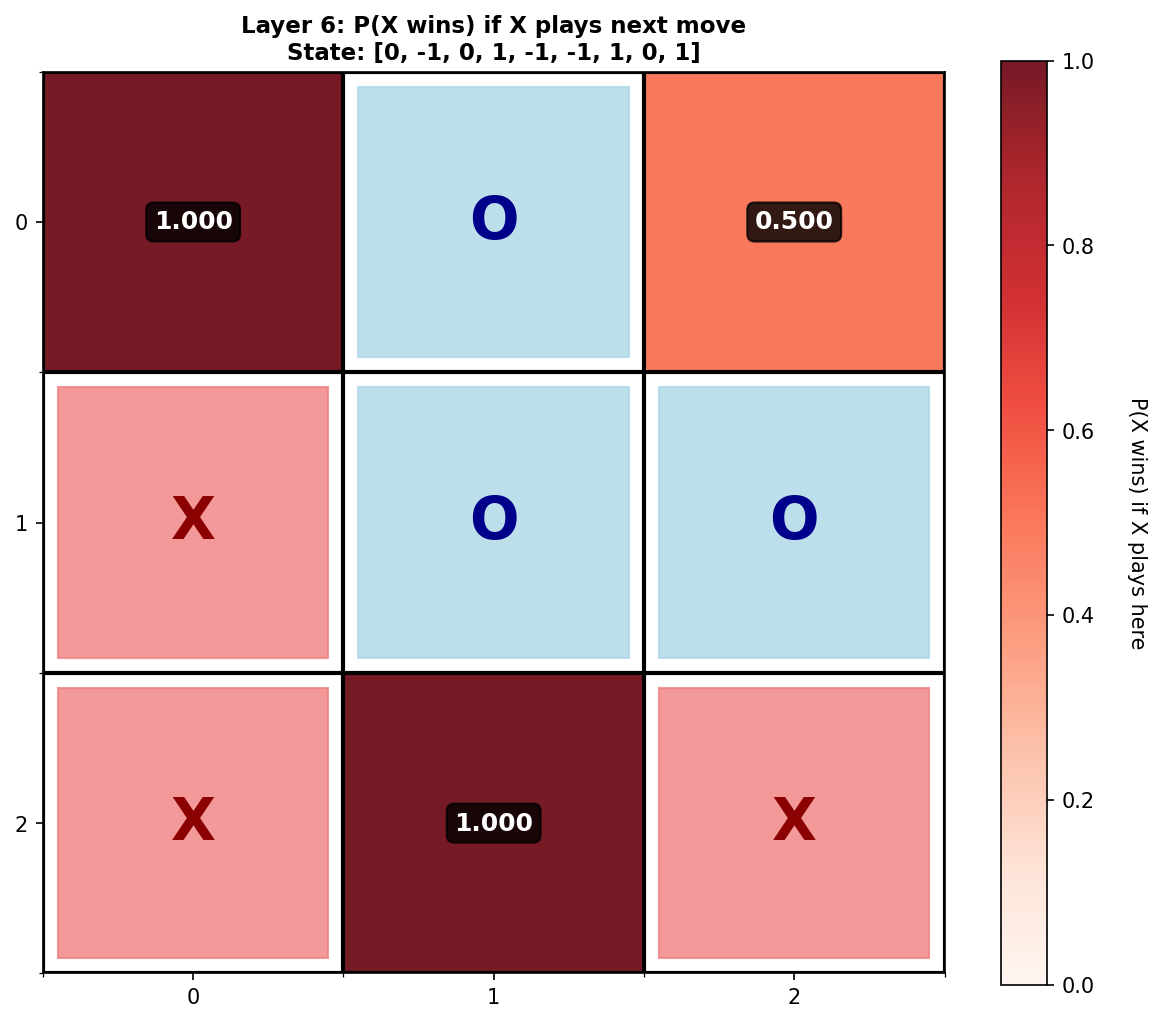 Layer 6: P(X wins) if X plays next move
State: [0, -1, 0, 1, -1, -1, 1, 0, 1]
1.000
O
0.500
X
O
O
X
1.000
X
0
1
2
0
1
2
1.0
0.8
0.6
0.4
0.2
0.0
P(X wins) if X plays here